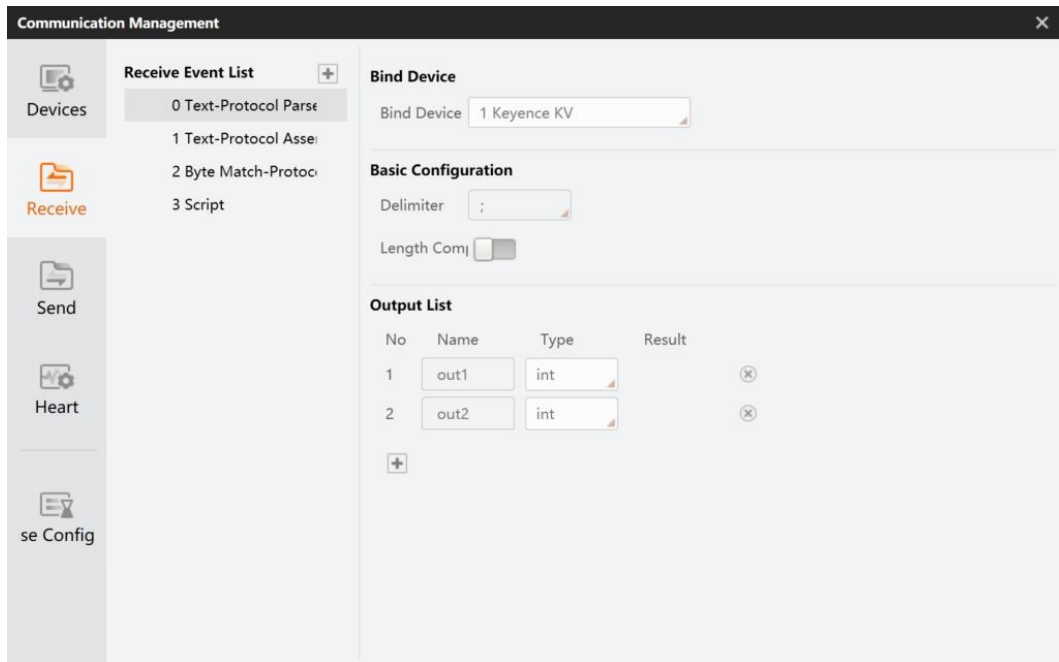 Communication Management
Devices
Receive
Send
Heart
se Config
Receive Event List
0 Text-Protocol Parse
1 Text-Protocol Asse
2 Byte Match-Protoc
3 Script
Bind Device
Bind Device 1 Keyence KV
Basic Configuration
Delimiter ;
Length Comp
Output List
No Name Type Result
1 out1 int
2 out2 int